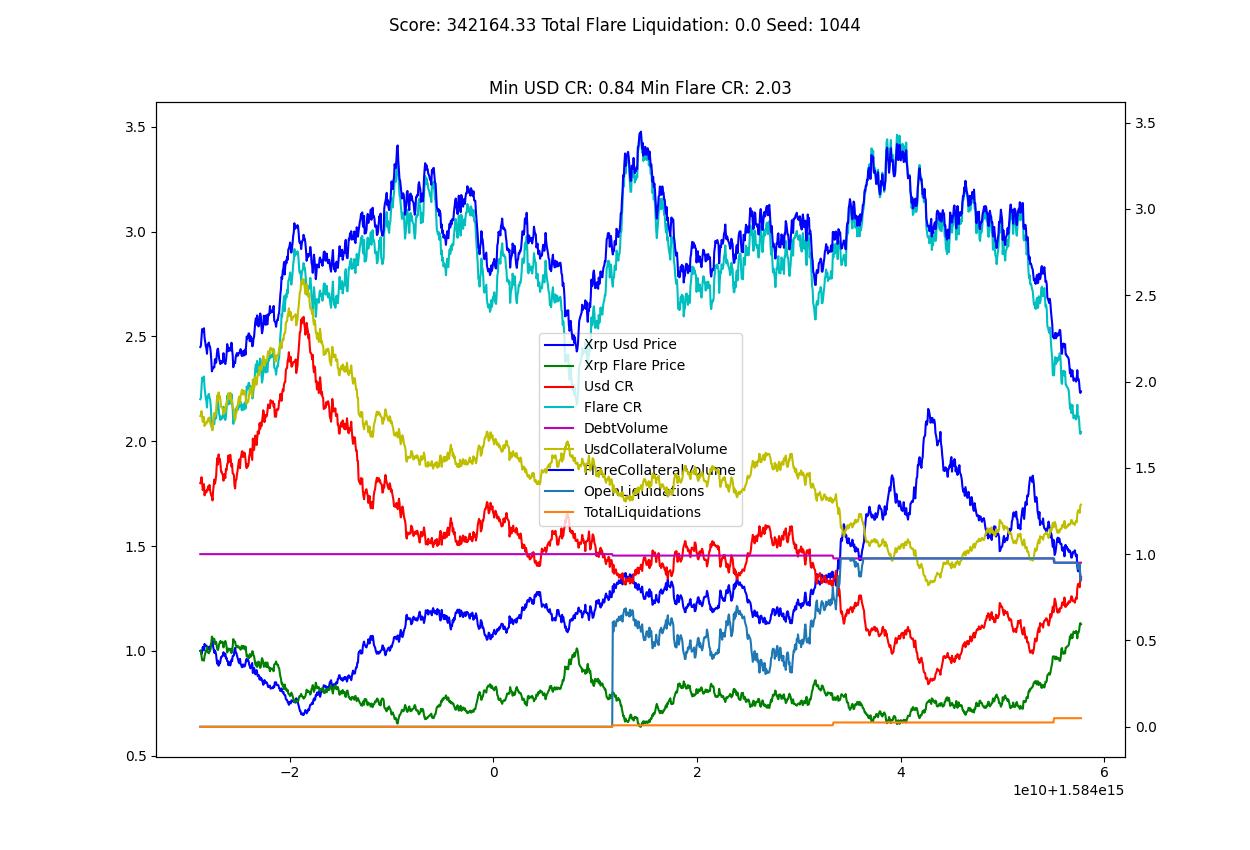 Score: 342164.33 Total Flare Liquidation: 0.0 Seed: 1044
Min USD CR: 0.84 Min Flare CR: 2.03
3.5
3.0
2.5
2.0
1.5
1.0
0.5
3.5
3.0
2.5
2.0
1.5
1.0
0.5
0.0
Xrp Usd Price
Xrp Flare Price
Usd CR
Flare CR
DebtVolume
UsdCollateralVolume
FlareCollateralVolume
OpenLiquidations
TotalLiquidations
−2 0 2 4 6
1e10+1.584e15